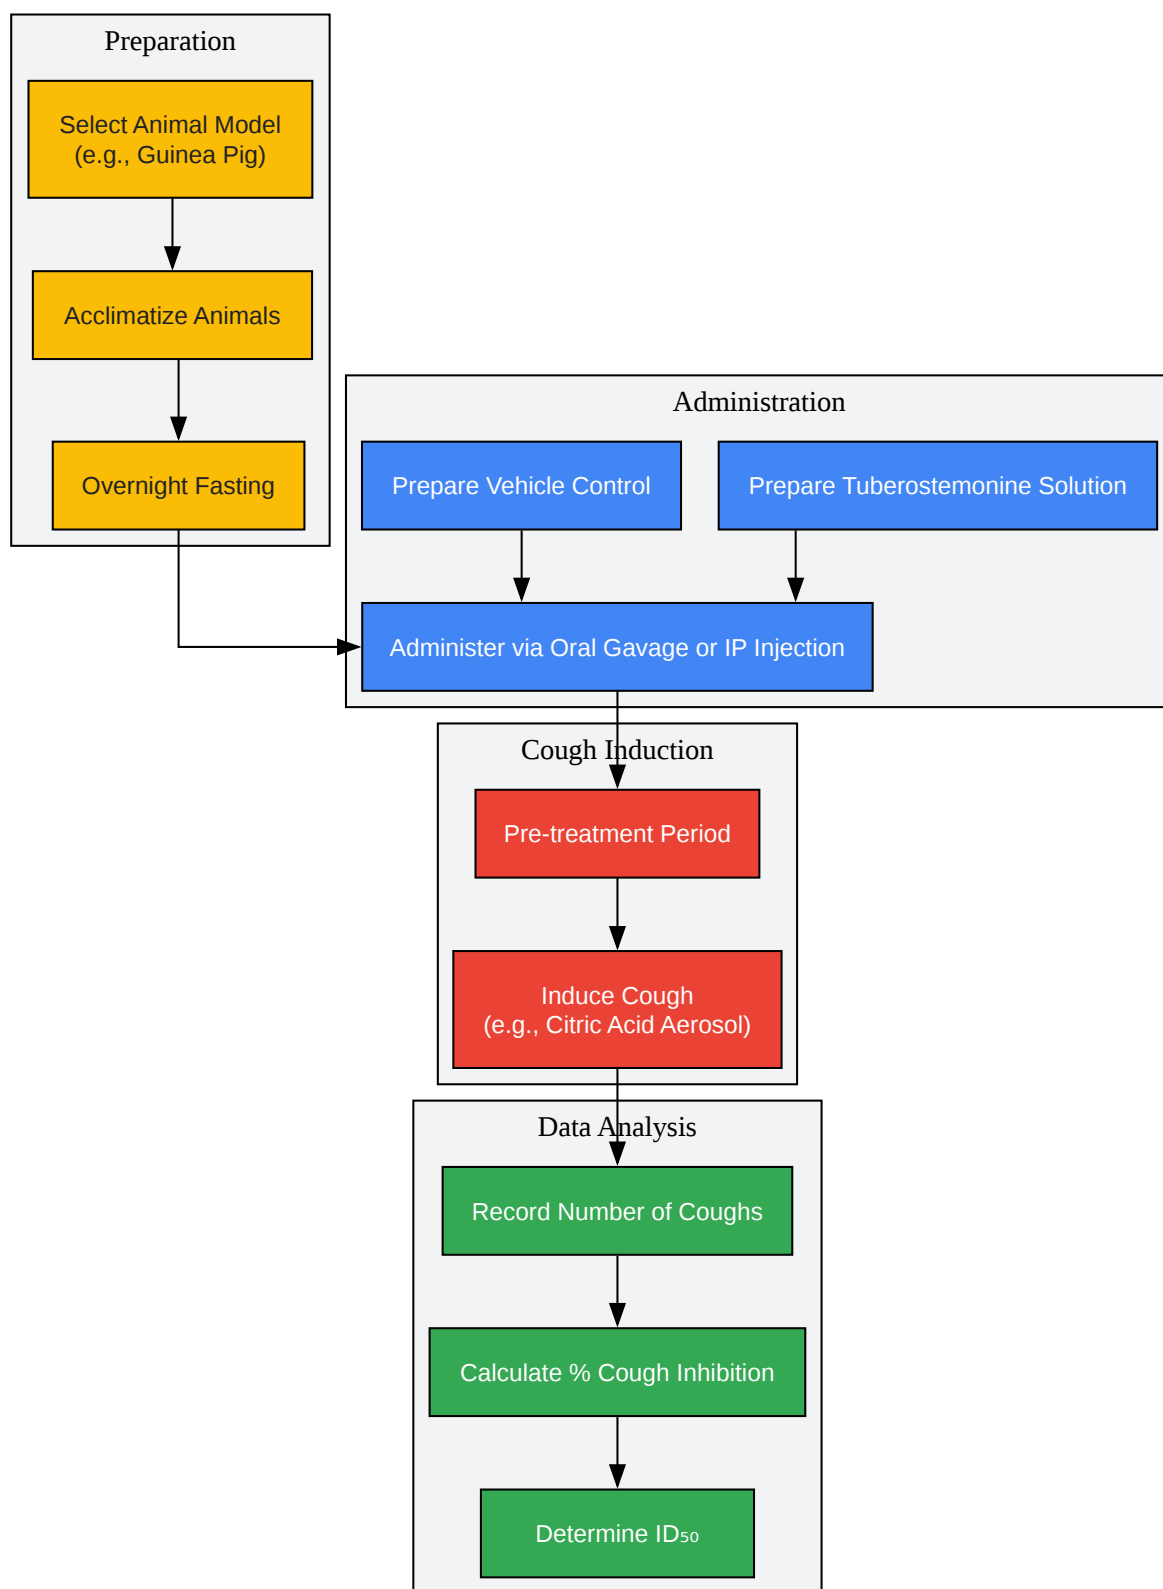 Preparation
Select Animal Model
(e.g., Guinea Pig)
Acclimatize Animals
Overnight Fasting
Administration
Prepare Vehicle Control
Prepare Tuberostemonine Solution
Administer via Oral Gavage or IP Injection
Cough Induction
Pre-treatment Period
Induce Cough
(e.g., Citric Acid Aerosol)
Data Analysis
Record Number of Coughs
Calculate % Cough Inhibition
Determine ID₅₀